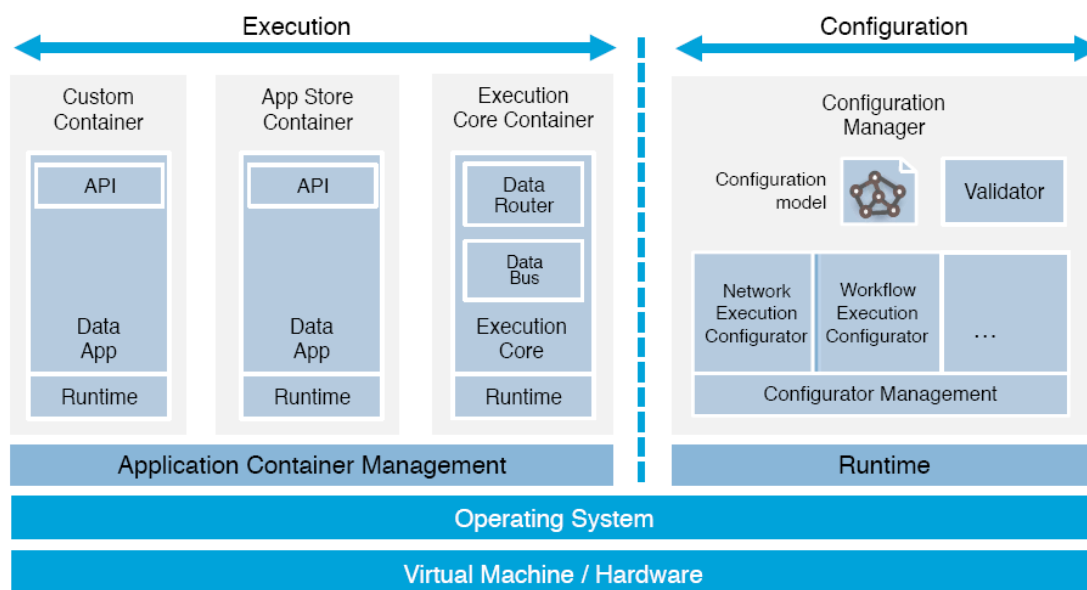 Execution
Configuration
Custom
Container
API
Data
App
Runtime
App Store
Container
API
Data
App
Runtime
Execution
Core Container
Data
Router
Data
Bus
Execution
Core
Runtime
Application Container Management
Configuration
Manager
Configuration
model
Validator
Network
Execution
Configurator
Workflow
Execution
Configurator
...
Configurator Management
Runtime
Operating System
Virtual Machine / Hardware